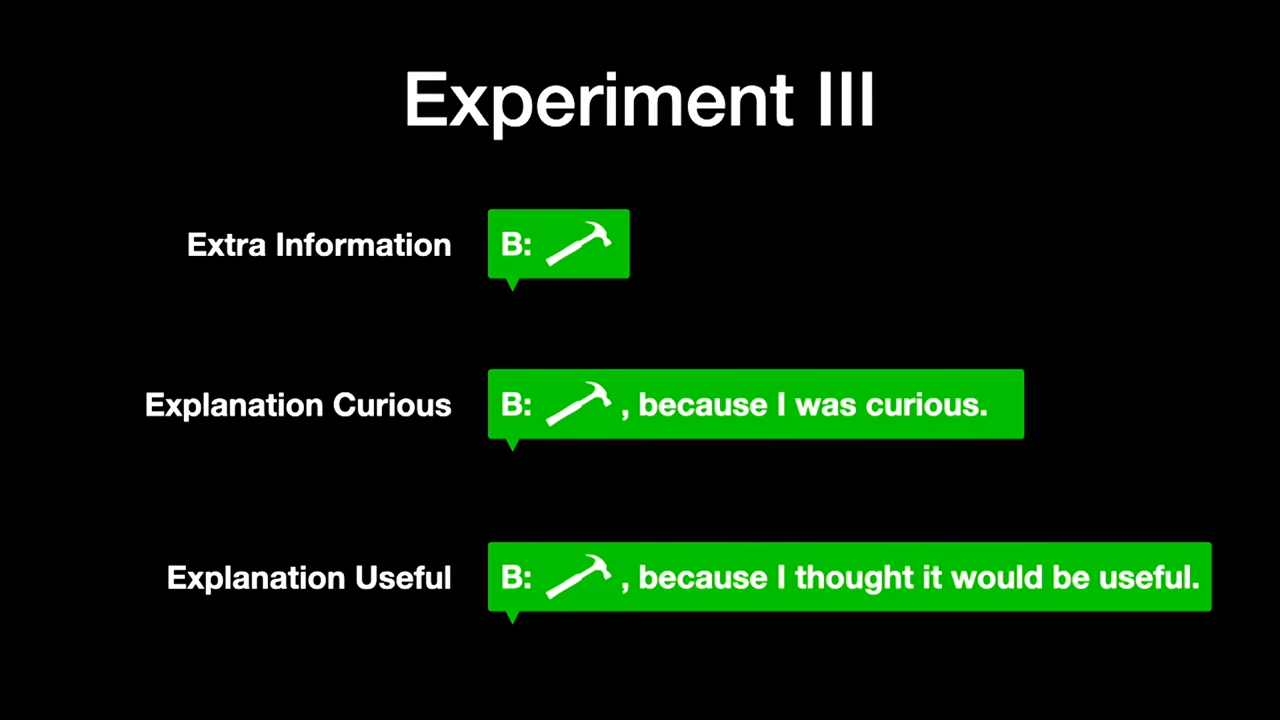 Experiment III
Extra Information
B:
Explanation Curious
B: , because I was curious.
Explanation Useful
B: , because I thought it would be useful.